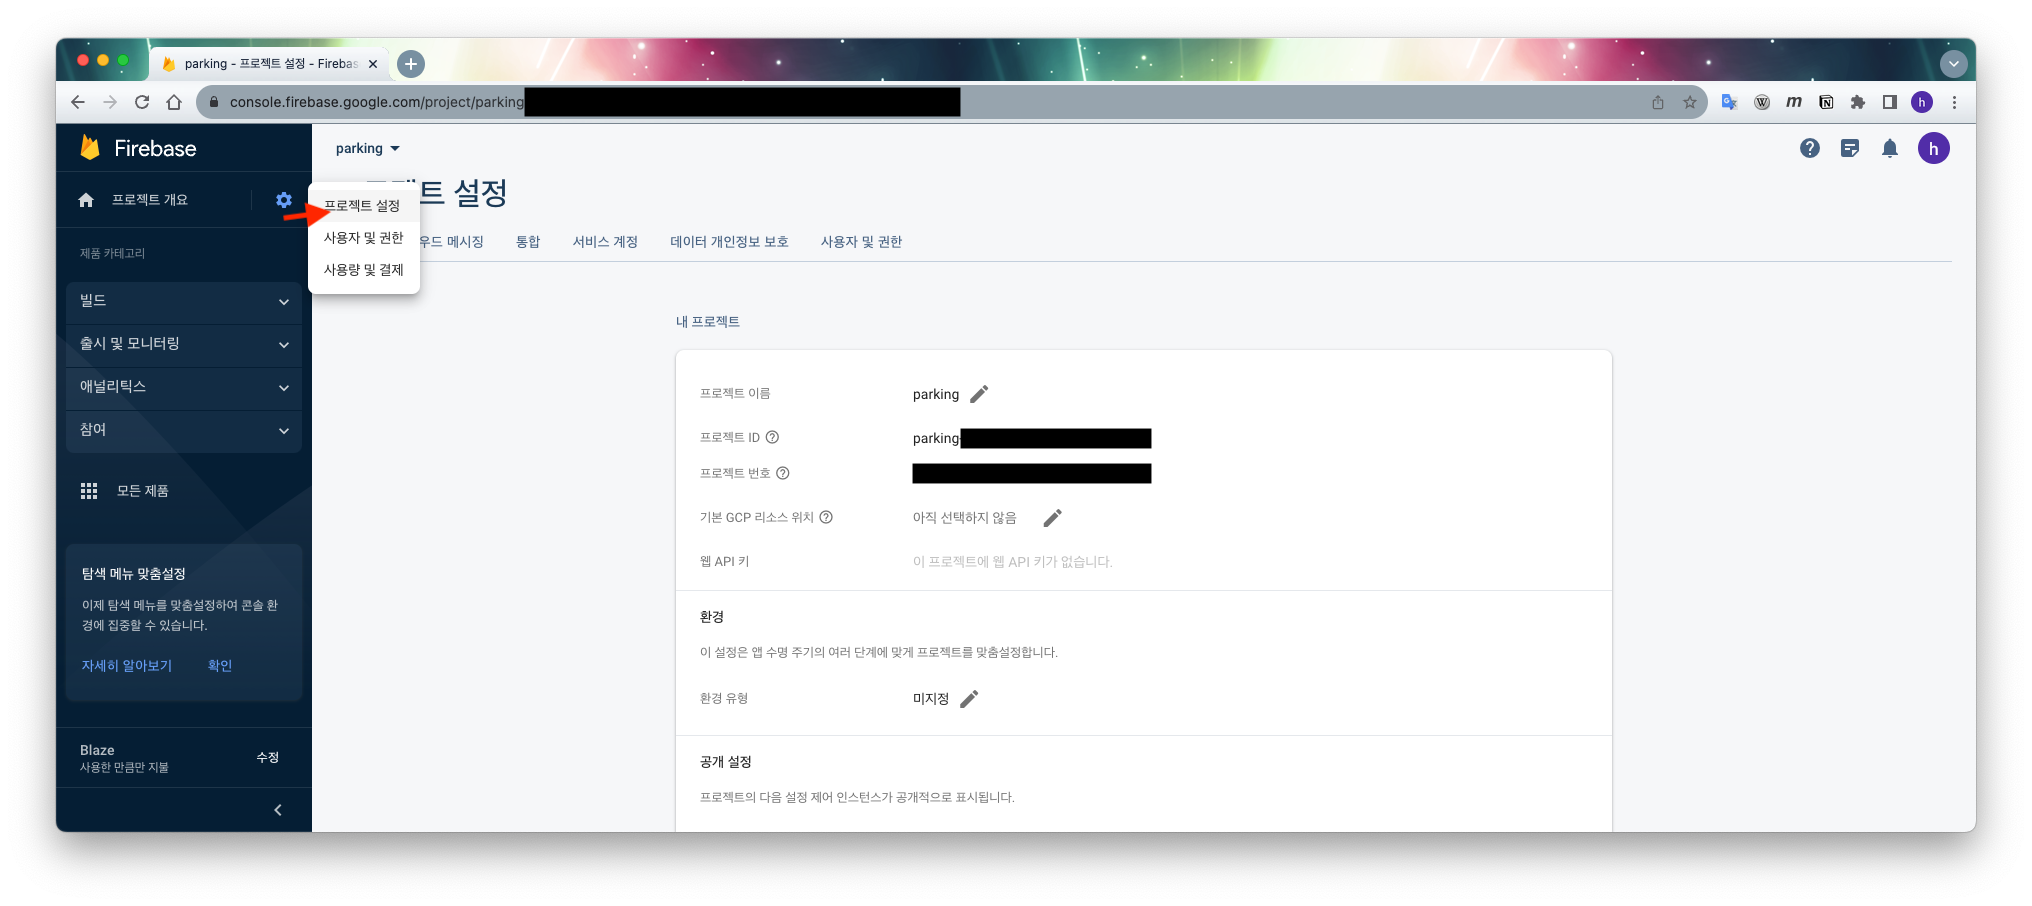 parking - 프로젝트 설정 - Firebas
console.firebase.google.com/project/parking
h
Firebase
parking
h
프로젝트 개요
트 설정
프로젝트 설정
사용자 및 권한
사용량 및 결제
우드 메시징
통합
서비스 계정
데이터 개인정보 보호
사용자 및 권한
제품 카테고리
빌드
출시 및 모니터링
애널리틱스
참여
모든 제품
탐색 메뉴 맞춤설정
이제 탐색 메뉴를 맞춤설정하여 콘솔 환
경에 집중할 수 있습니다.
자세히 알아보기
확인
Blaze
사용한 만큼만 지불
수정
내 프로젝트
프로젝트 이름
parking
프로젝트 ID
parking-
프로젝트 번호
기본 GCP 리소스 위치
아직 선택하지 않음
웹 API 키
이 프로젝트에 웹 API 키가 없습니다.
환경
이 설정은 앱 수명 주기의 여러 단계에 맞게 프로젝트를 맞춤설정합니다.
환경 유형
미지정
공개 설정
프로젝트의 다음 설정 제어 인스턴스가 공개적으로 표시됩니다.